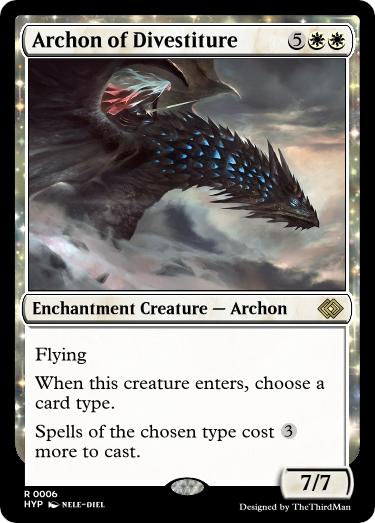 Archon of Divestiture 5
Enchantment Creature — Archon
Flying
When this creature enters, choose a
card type.
Spells of the chosen type cost 3
more to cast.
7/7
R 0006
HYP NELE-DIEL
Designed by TheThirdMan